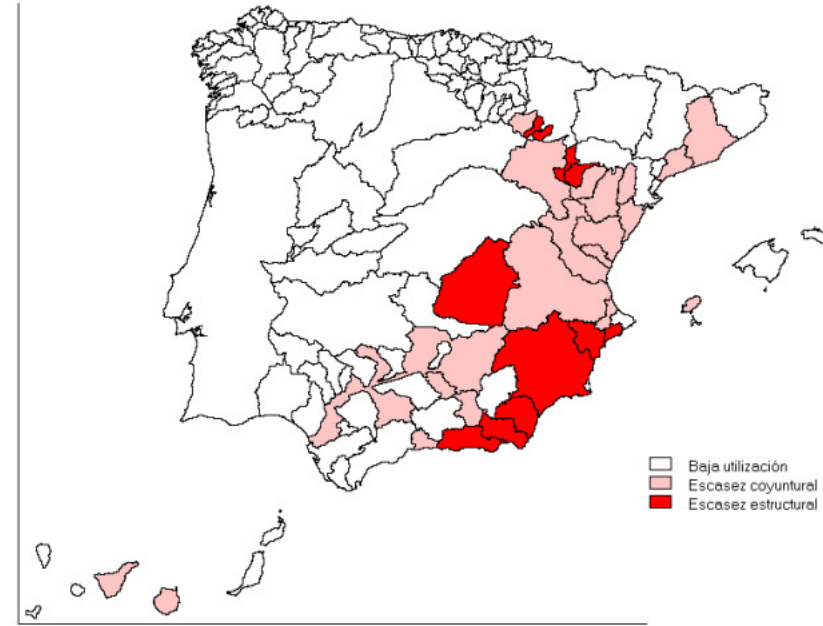 Baja utilización
Escasez coyuntural
Escasez estructural